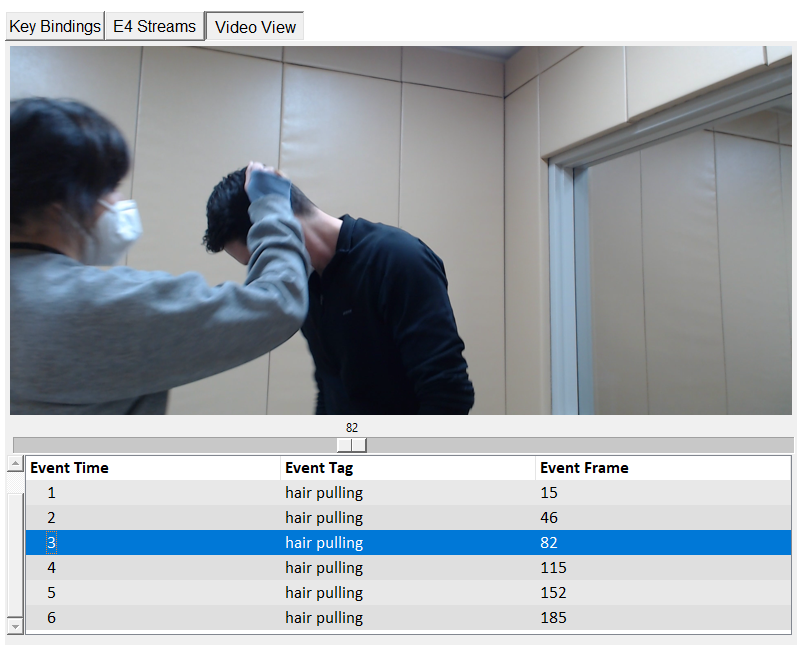 Key Bindings E4 Streams Video View
82
Event Time Event Tag Event Frame
1 hair pulling 15
2 hair pulling 46
3 hair pulling 82
4 hair pulling 115
5 hair pulling 152
6 hair pulling 185